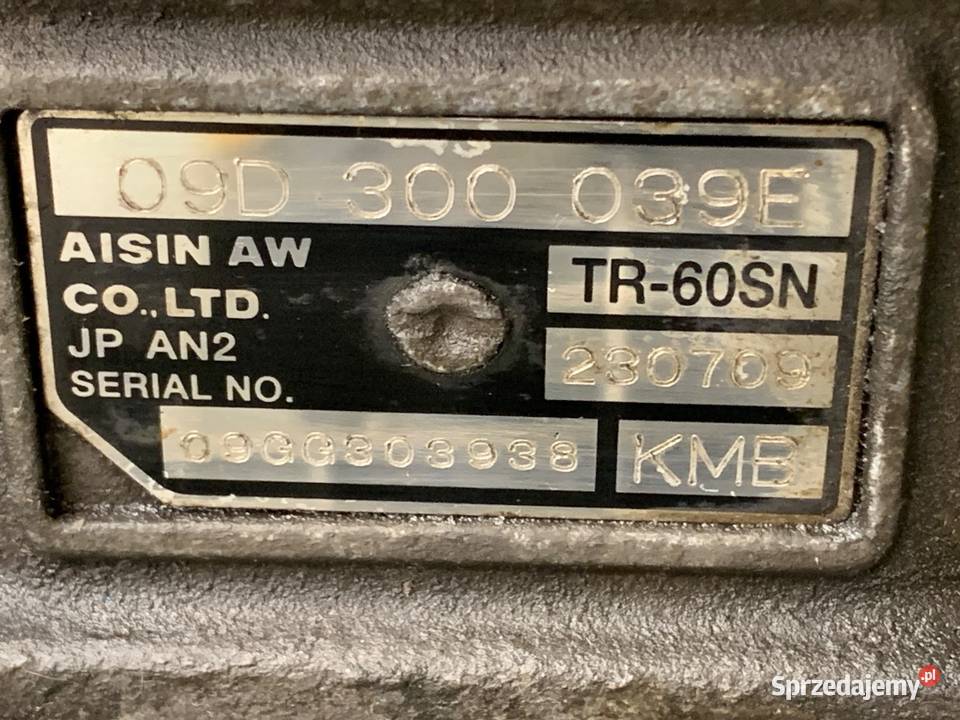 09D 300 039E
AISIN AW
CO.,LTD.
TR-60SN
JP AN2
230709
SERIAL NO.
09GG303938
KMB
Sprzedajemy.pl